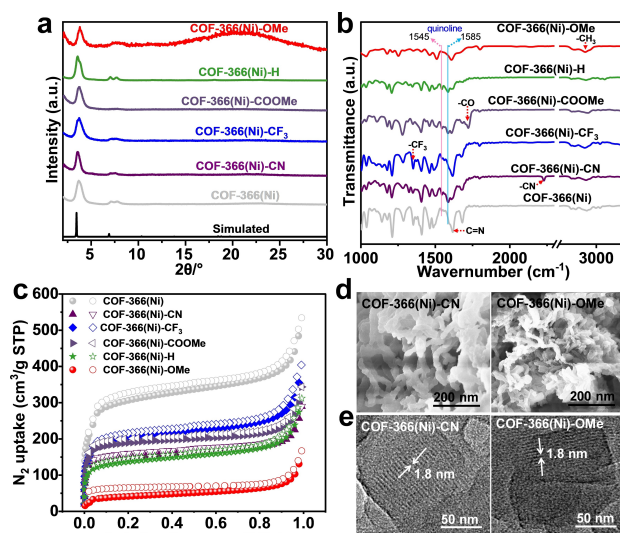 a
Intensity (a.u.)
COF-366(Ni)-OMe
COF-366(Ni)-H
COF-366(Ni)-COOMe
COF-366(Ni)-CF3
COF-366(Ni)-CN
COF-366(Ni)
Simulated
5 10 15 20 25 30
2θ/°
b
Transmittance (a.u.)
quinoline
1545 1585
COF-366(Ni)-OMe
-CH3
COF-366(Ni)-H
-CO
COF-366(Ni)-COOMe
-CF3
COF-366(Ni)-CF3
COF-366(Ni)-CN
-CN
COF-366(Ni)
C=N
1000 1250 1500 1750 2000 2500 3000
Wavernumber (cm-1)
c
N2 uptake (cm3/g STP)
600
500
400
300
200
100
0
COF-366(Ni)
COF-366(Ni)-CN
COF-366(Ni)-CF3
COF-366(Ni)-COOMe
COF-366(Ni)-H
COF-366(Ni)-OMe
0.0 0.2 0.4 0.6 0.8 1.0
d
COF-366(Ni)-CN
200 nm
COF-366(Ni)-OMe
200 nm
e
COF-366(Ni)-CN
1.8 nm
50 nm
COF-366(Ni)-OMe
1.8 nm
50 nm